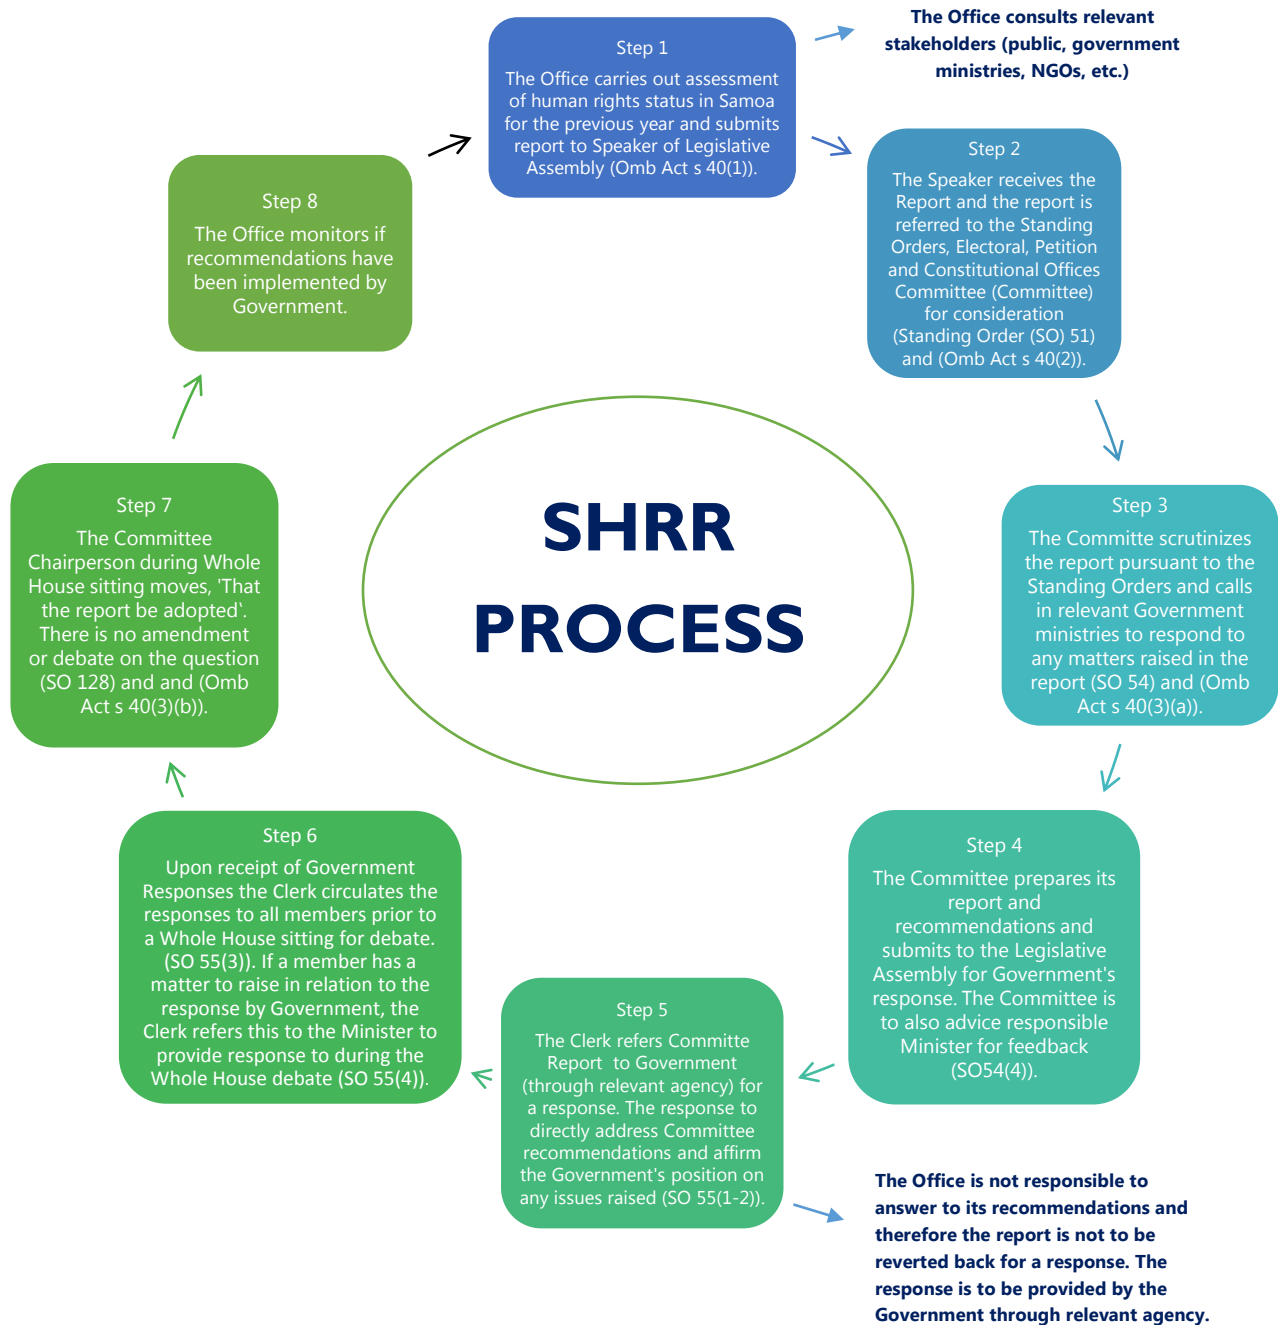 Step 1
The Office carries out assessment
of human rights status in Samoa
for the previous year and submits
report to Speaker of Legislative
Assembly (Omb Act s 40(1)).
The Office consults relevant
stakeholders (public, government
ministries, NGOs, etc.)
Step 2
The Speaker receives the
Report and the report is
referred to the Standing
Orders, Electoral, Petition
and Constitutional Offices
Committee (Committee)
for consideration
(Standing Order (SO) 51)
and (Omb Act s 40(2)).
Step 3
The Committe scrutinizes
the report pursuant to the
Standing Orders and calls
in relevant Government
ministries to respond to
any matters raised in the
report (SO 54) and (Omb
Act s 40(3)(a)).
Step 4
The Committee prepares its
report and
recommendations and
submits to the Legislative
Assembly for Government's
response. The Committee is
to also advice responsible
Minister for feedback
(SO54(4)).
Step 5
The Clerk refers Committe
Report to Government
(through relevant agency) for
a response. The response to
directly address Committee
recommendations and affirm
the Government's position on
any issues raised (SO 55(1-2)).
The Office is not responsible to
answer to its recommendations and
therefore the report is not to be
reverted back for a response. The
response is to be provided by the
Government through relevant agency.
Step 6
Upon receipt of Government
Responses the Clerk circulates the
responses to all members prior to
a Whole House sitting for debate.
(SO 55(3)). If a member has a
matter to raise in relation to the
response by Government, the
Clerk refers this to the Minister to
provide response to during the
Whole House debate (SO 55(4)).
Step 7
The Committee
Chairperson during Whole
House sitting moves, 'That
the report be adopted‛.
There is no amendment
or debate on the question
(SO 128) and and (Omb
Act s 40(3)(b)).
Step 8
The Office monitors if
recommendations have
been implemented by
Government.
SHRR
PROCESS